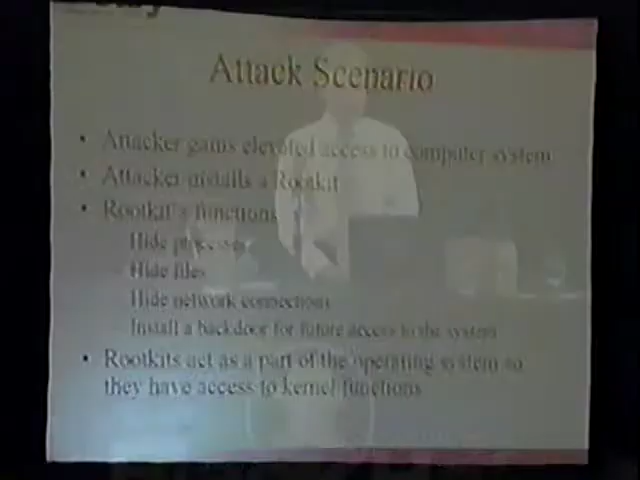 Attack Scenario
• Attacker gains elevated access to computer system
• Attacker installs a Rootkit
• Rootkit's functions
Hide processes
Hide files
Hide network connections
Install a backdoor for future access to the system
• Rootkits act as a part of the operating system so
they have access to kernel functions